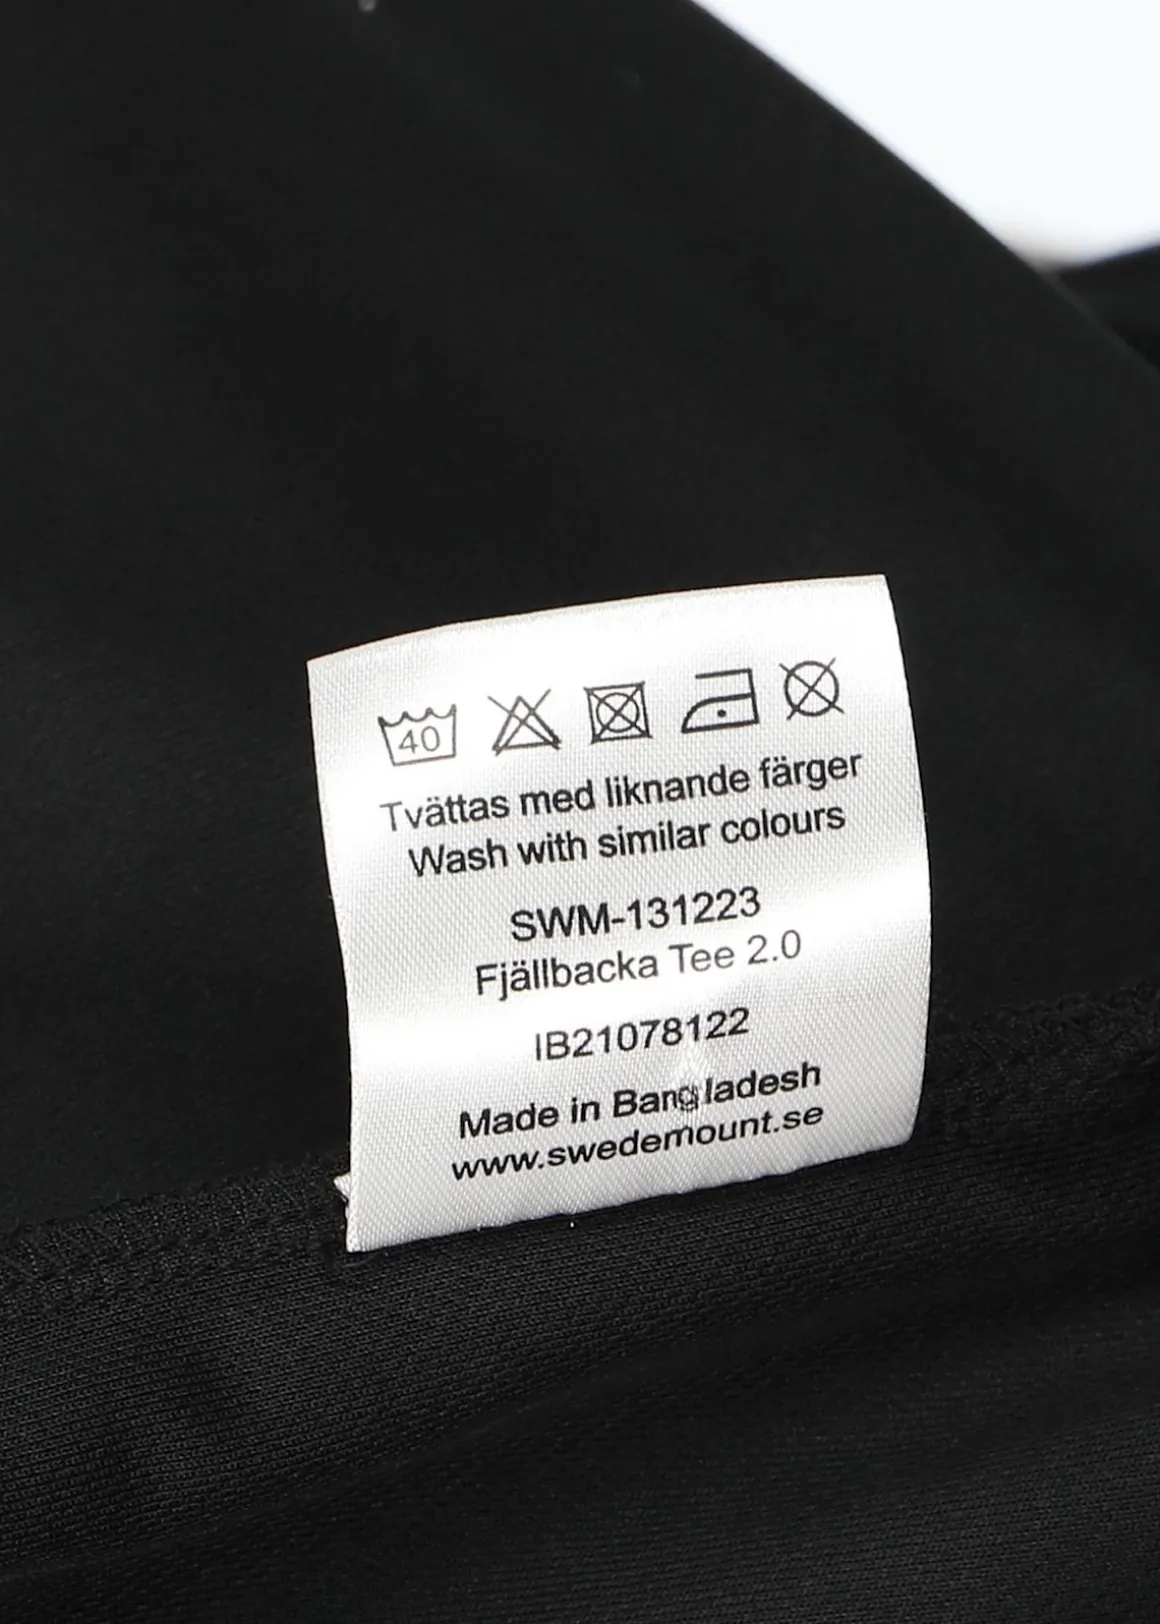 40
Tvättas med liknande färger
Wash with similar colours
SWM-131223
Fjällbacka Tee 2.0
IB21078122
Made in Bangladesh
www.swedemount.se